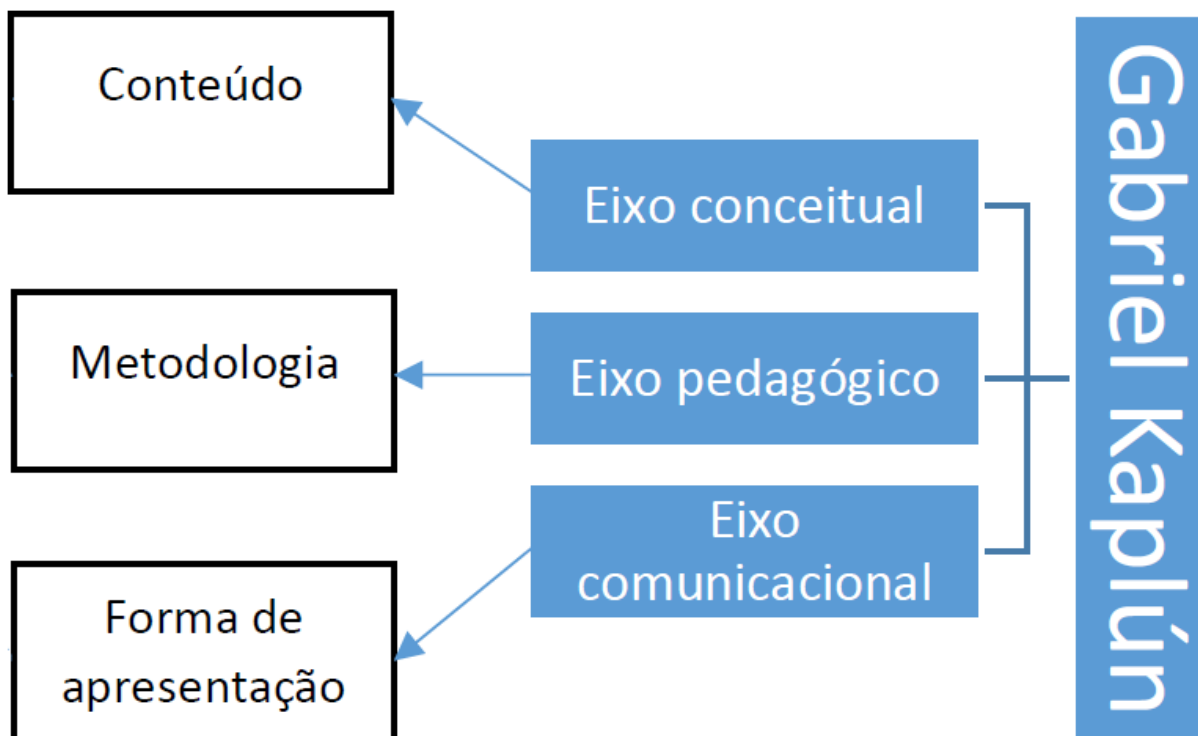 Conteúdo
Eixo conceitual
Metodologia
Eixo pedagógico
Eixo
comunicacional
Forma de
apresentação
Gabriel Kaplún